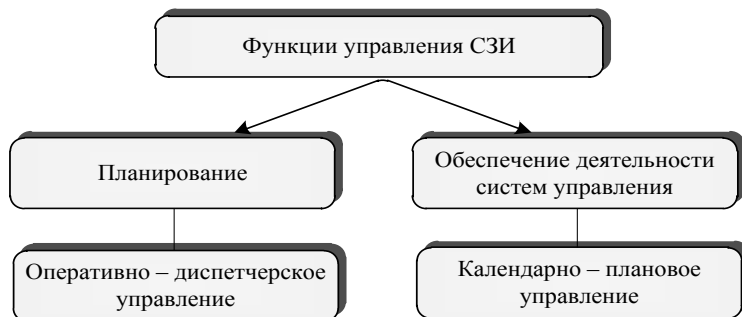 Функции управления СЗИ
Планирование
Обеспечение деятельности
систем управления
Оперативно – диспетчерское
управление
Календарно – плановое
управление